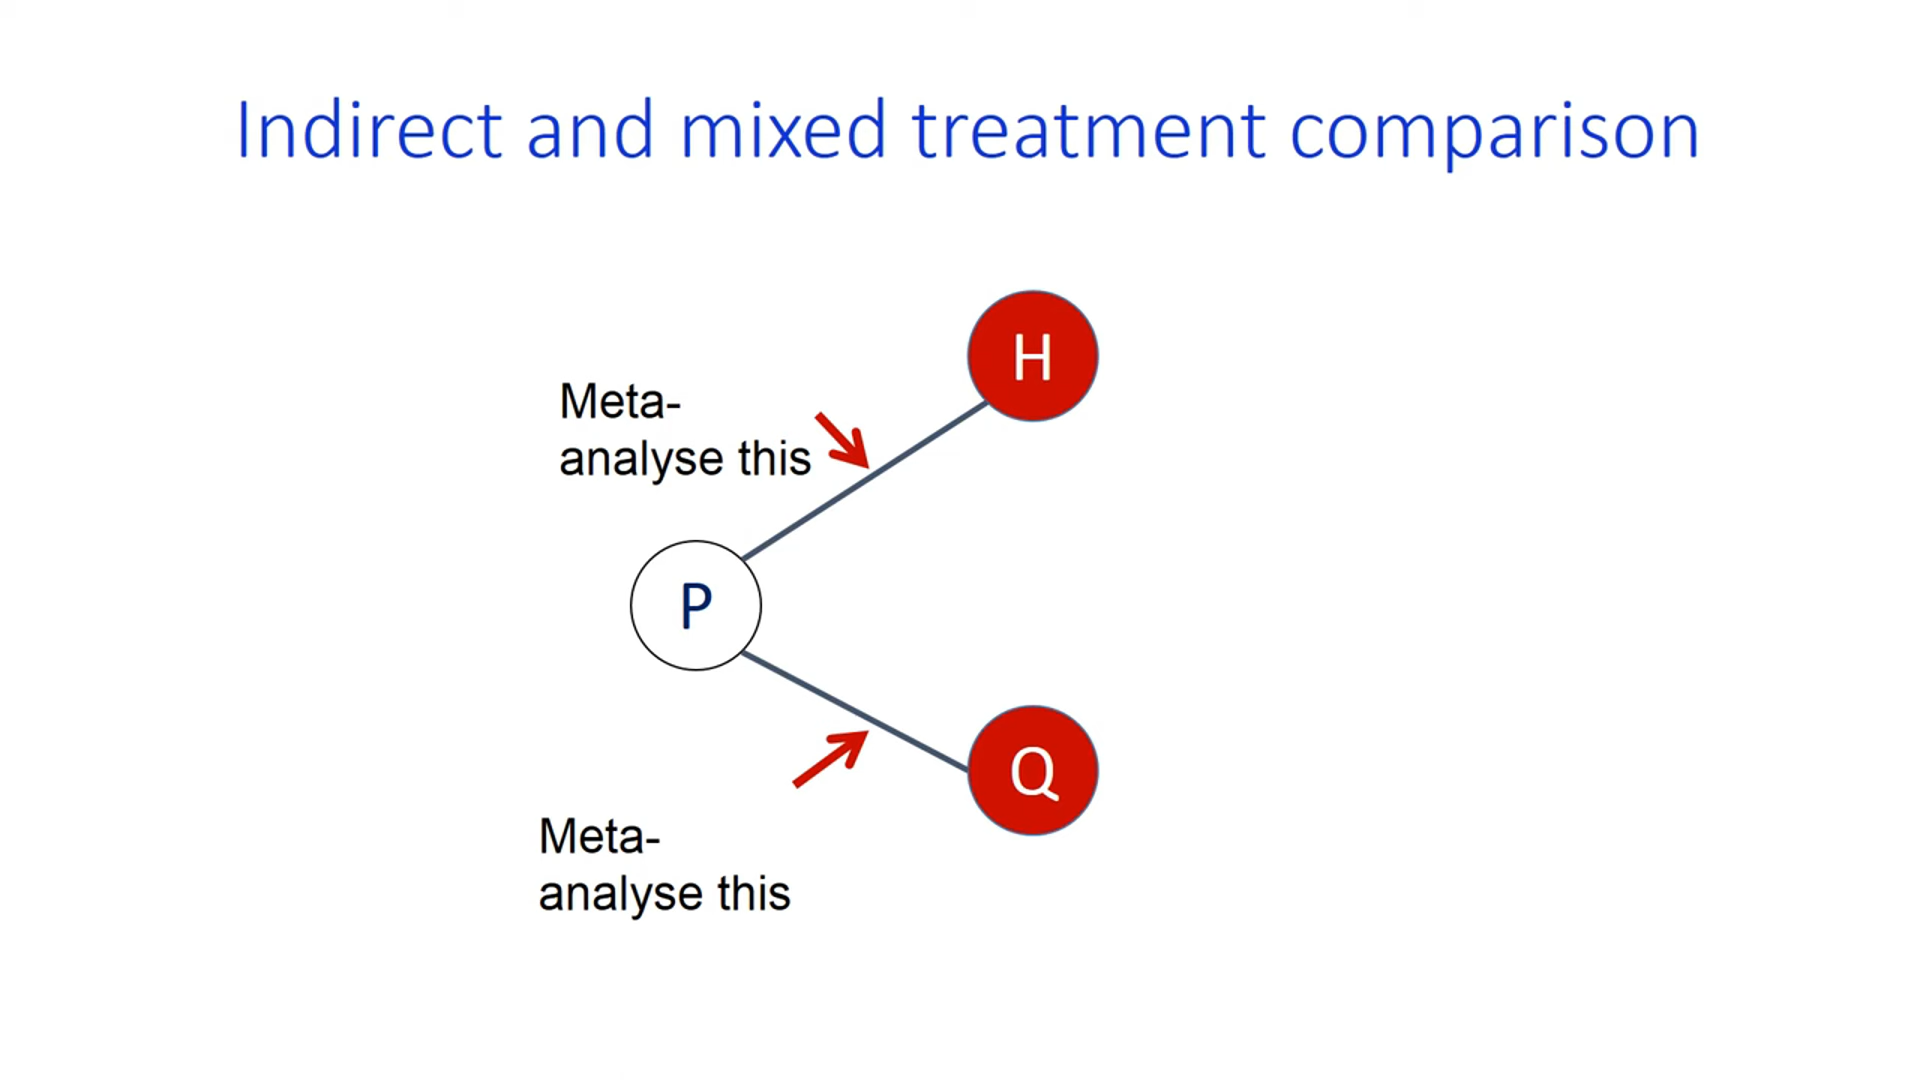 Indirect and mixed treatment comparison
H
Meta-
analyse this
P
Q
Meta-
analyse this